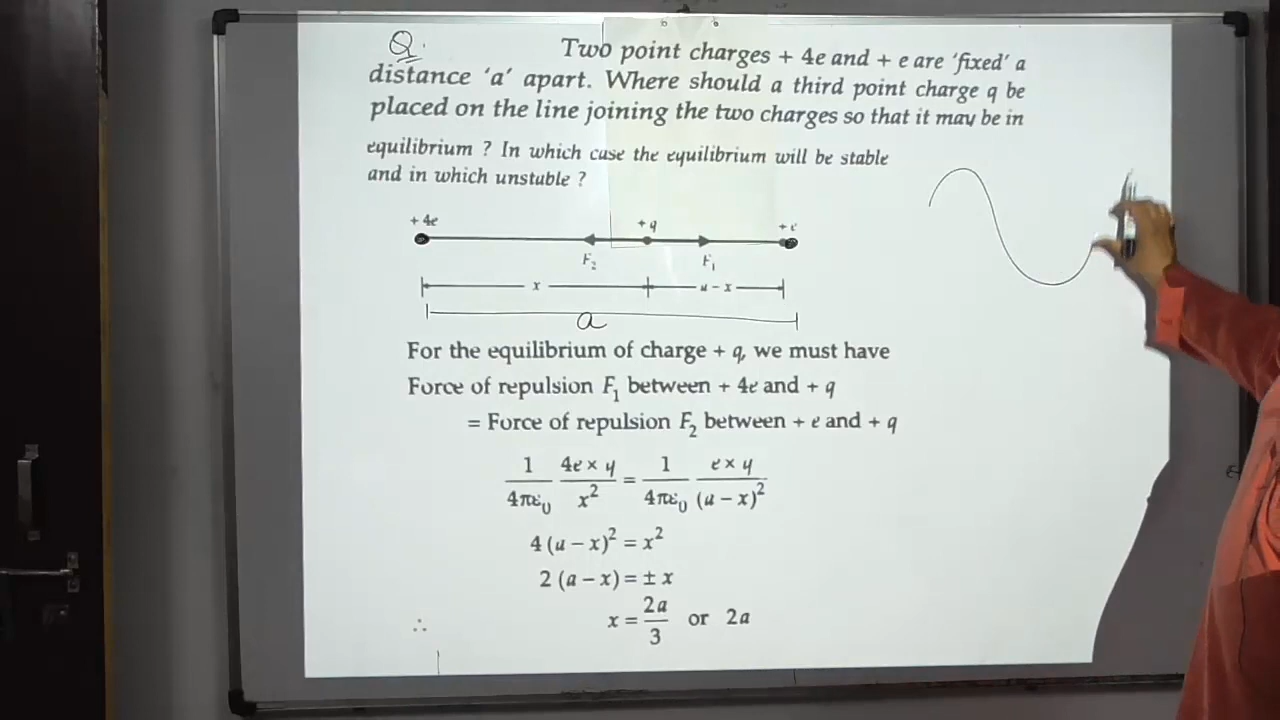 Q.
Two point charges + 4e and + e are 'fixed' a
distance 'a' apart. Where should a third point charge q be
placed on the line joining the two charges so that it may be in
equilibrium ? In which case the equilibrium will be stable
and in which unstable ?
+ 4e + q + e
F₂ F₁
x a – x
a
For the equilibrium of charge + q, we must have
Force of repulsion F₁ between + 4e and + q
= Force of repulsion F₂ between + e and + q
1/4πε₀ 4e × q/x² = 1/4πε₀ e × q/(a – x)²
4 (a – x)² = x²
2 (a – x) = ± x
∴ x = 2a/3 or 2a